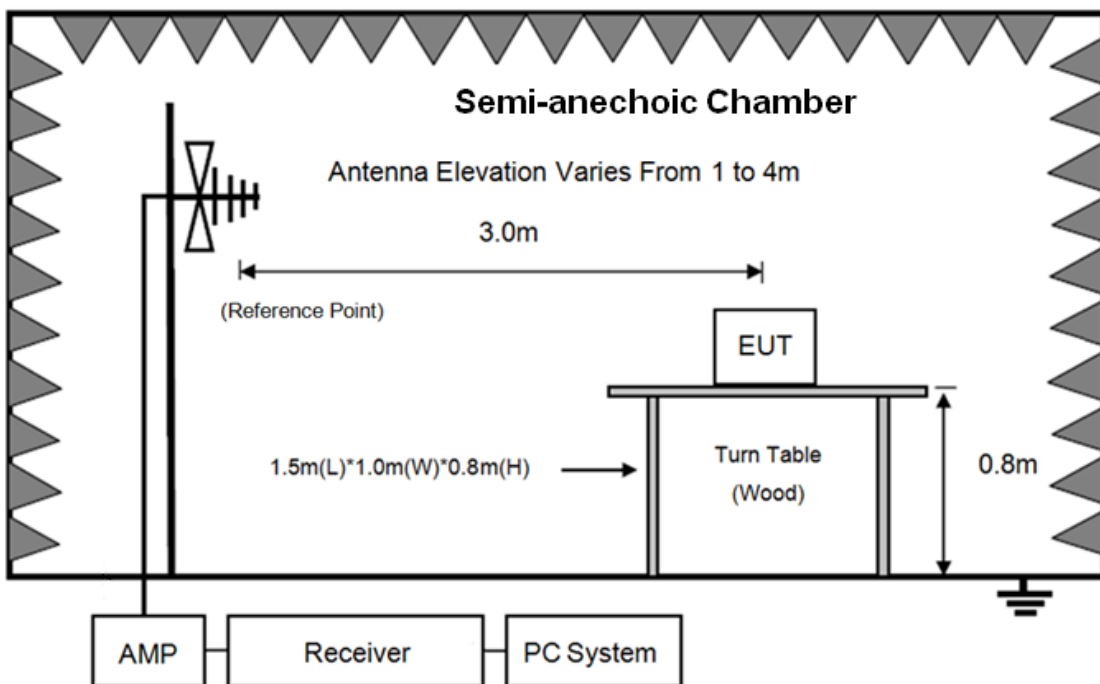 Semi-anechoic Chamber
Antenna Elevation Varies From 1 to 4m
3.0m
(Reference Point)
EUT
1.5m(L)*1.0m(W)*0.8m(H)
Turn Table
(Wood)
0.8m
AMP
Receiver
PC System